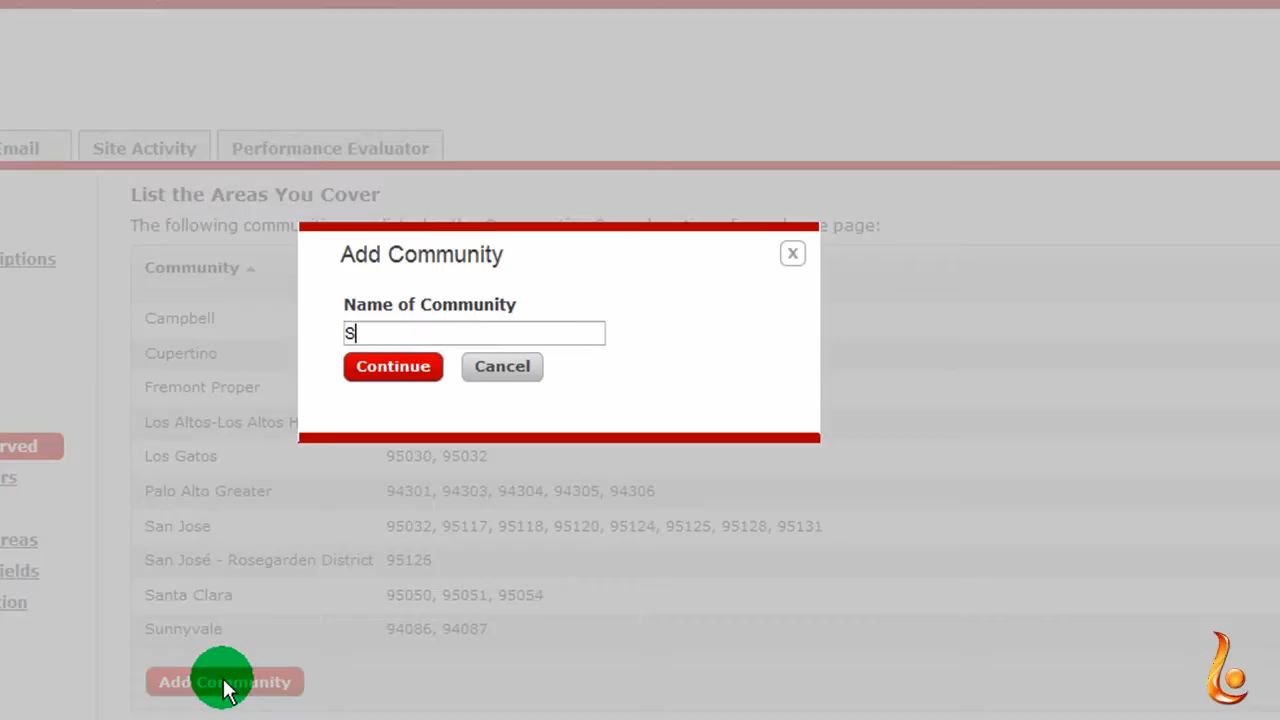 Email Site Activity Performance Evaluator
List the Areas You Cover
The following
page:
iptions
Community
Add Community
x
Name of Community
S
Continue Cancel
Campbell
Cupertino
Fremont Proper
Los Altos-Los Altos H
rved
Los Gatos 95030, 95032
rs
Palo Alto Greater 94301, 94303, 94304, 94305, 94306
San Jose 95032, 95117, 95118, 95120, 95124, 95125, 95128, 95131
reas
San José - Rosegarden District 95126
ields
Santa Clara 95050, 95051, 95054
tion
Sunnyvale 94086, 94087
Add Community